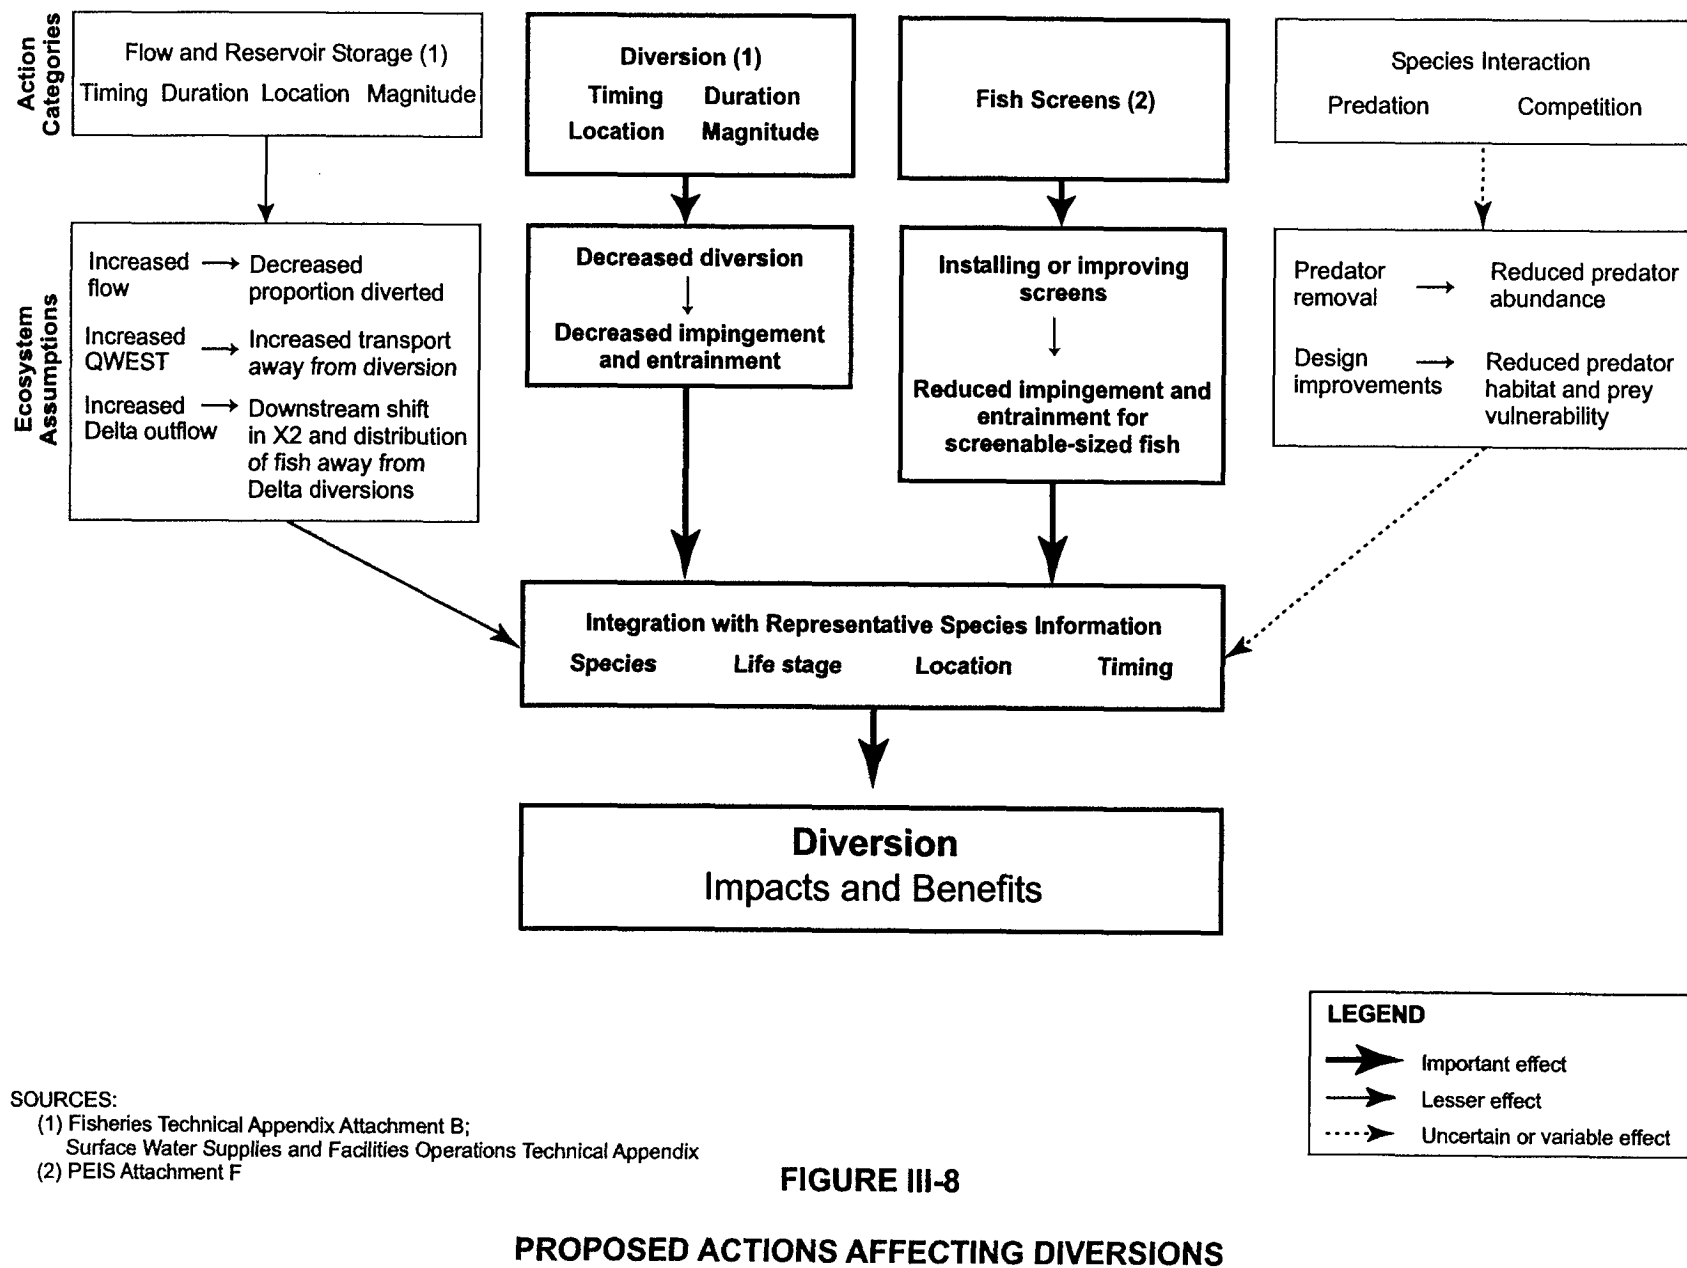 Action
Categories
Flow and Reservoir Storage (1)
Timing Duration Location Magnitude
Diversion (1)
Timing Duration
Location Magnitude
Fish Screens (2)
Species Interaction
Predation Competition
Ecosystem
Assumptions
Increased
flow
Decreased
proportion diverted
Increased
QWEST
Increased transport
away from diversion
Increased
Delta outflow
Downstream shift
in X2 and distribution
of fish away from
Delta diversions
Decreased diversion
Decreased impingement
and entrainment
Installing or improving
screens
Reduced impingement and
entrainment for
screenable-sized fish
Predator
removal
Reduced predator
abundance
Design
improvements
Reduced predator
habitat and prey
vulnerability
Integration with Representative Species Information
Species Life stage Location Timing
Diversion
Impacts and Benefits
LEGEND
Important effect
Lesser effect
Uncertain or variable effect
SOURCES:
(1) Fisheries Technical Appendix Attachment B;
Surface Water Supplies and Facilities Operations Technical Appendix
(2) PEIS Attachment F
FIGURE III-8
PROPOSED ACTIONS AFFECTING DIVERSIONS